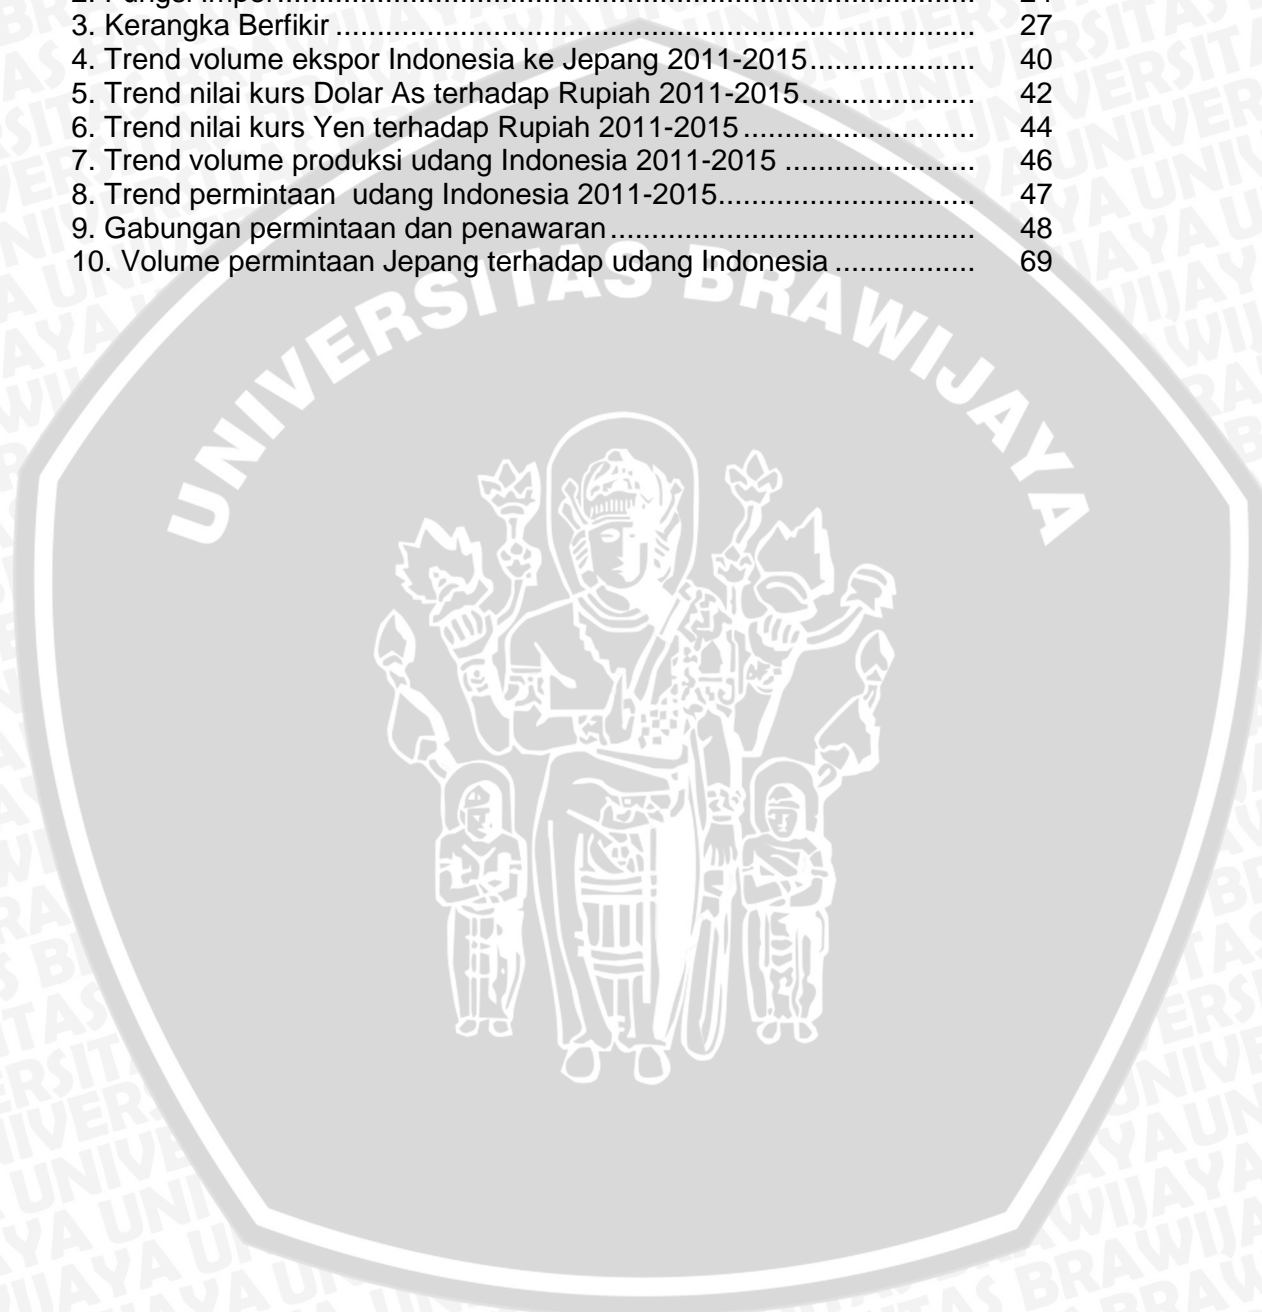 3. Kerangka Berfikir .............................................................................. 27
4. Trend volume ekspor Indonesia ke Jepang 2011-2015.................... 40
5. Trend nilai kurs Dolar As terhadap Rupiah 2011-2015..................... 42
6. Trend nilai kurs Yen terhadap Rupiah 2011-2015 ............................ 44
7. Trend volume produksi udang Indonesia 2011-2015 ....................... 46
8. Trend permintaan  udang Indonesia 2011-2015............................... 47
9. Gabungan permintaan dan penawaran............................................ 48
10. Volume permintaan Jepang terhadap udang Indonesia ................. 69
UNIVERSITAS BRAWIJAYA